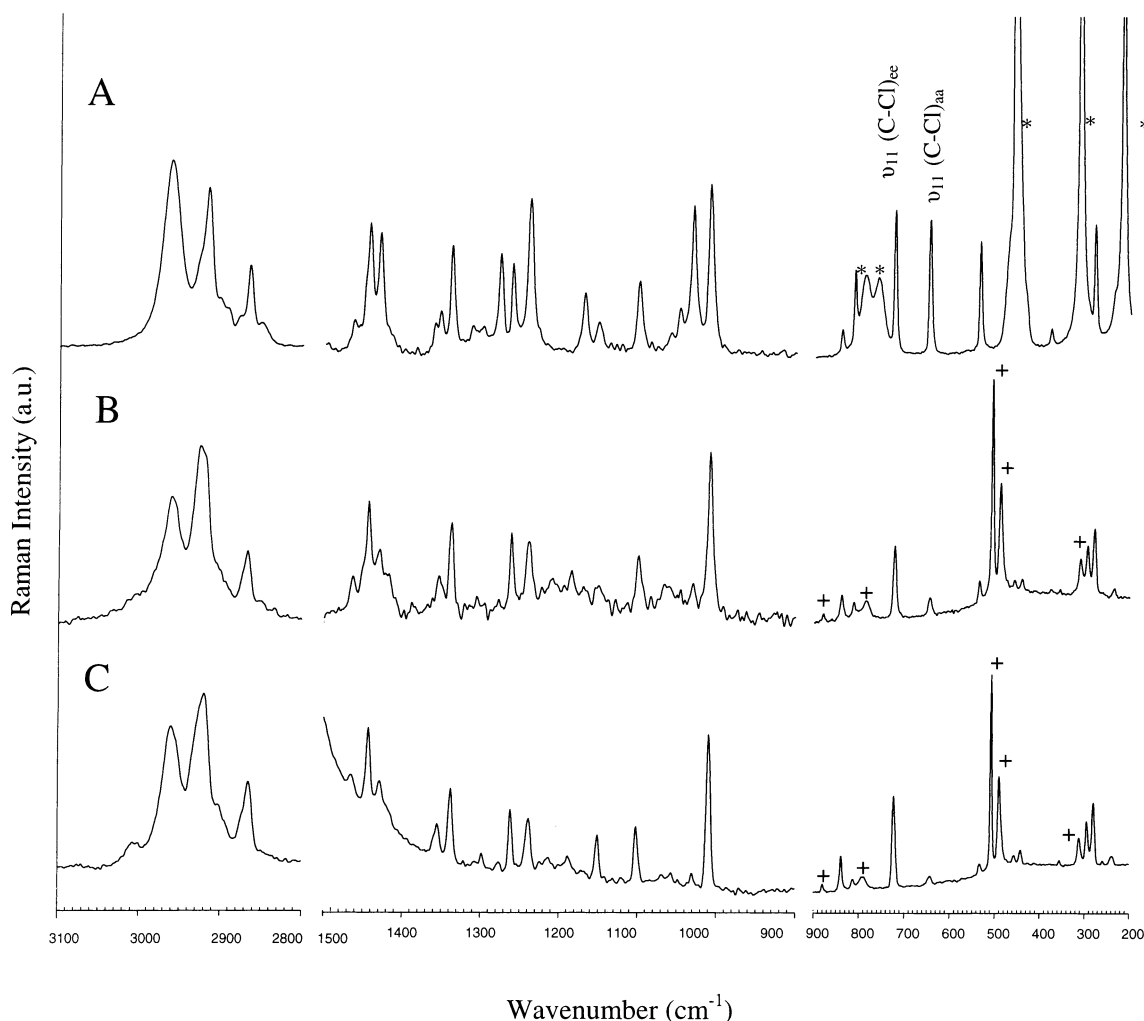 A
υ₁₁ (C-Cl)ee
υ₁₁ (C-Cl)aa
*
*
*
*
*
B
+
+
+
+
+
C
+
+
+
+
+
Raman Intensity (a.u.)
3100 3000 2900 2800 1500 1400 1300 1200 1100 1000 900 900 800 700 600 500 400 300 200
Wavenumber (cm⁻¹)